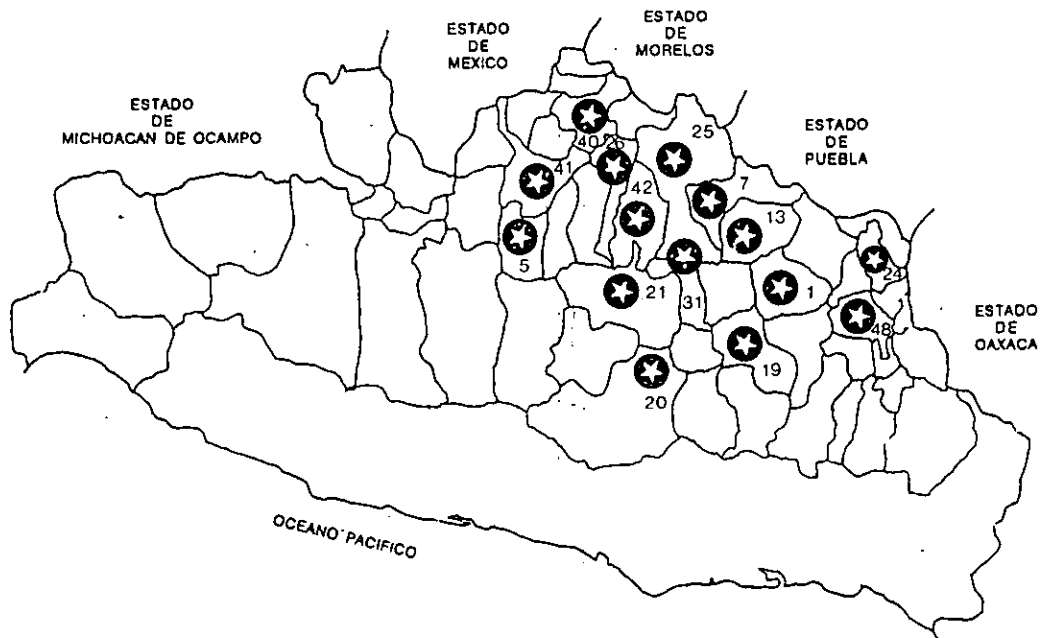 ESTADO
DE
MEXICO
ESTADO
DE
MORELOS
ESTADO
DE
MICHOACAN DE OCAMPO
ESTADO
DE
PUEBLA
25
40
26
41
42
7
13
5
21
31
1
24
48
19
20
ESTADO
DE
OAXACA
OCEANO PACIFICO